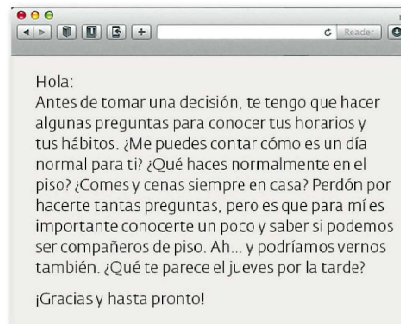 Reader
Hola:
Antes de tomar una decisión, te tengo que hacer
algunas preguntas para conocer tus horarios y
tus hábitos. ¿Me puedes contar cómo es un día
normal para ti? ¿Qué haces normalmente en el
piso? ¿Comes y cenas siempre en casa? Perdón por
hacerte tantas preguntas, pero es que para mí es
importante conocerte un poco y saber si podemos
ser compañeros de piso. Ah... y podríamos vernos
también. ¿Qué te parece el jueves por la tarde?
¡Gracias y hasta pronto!